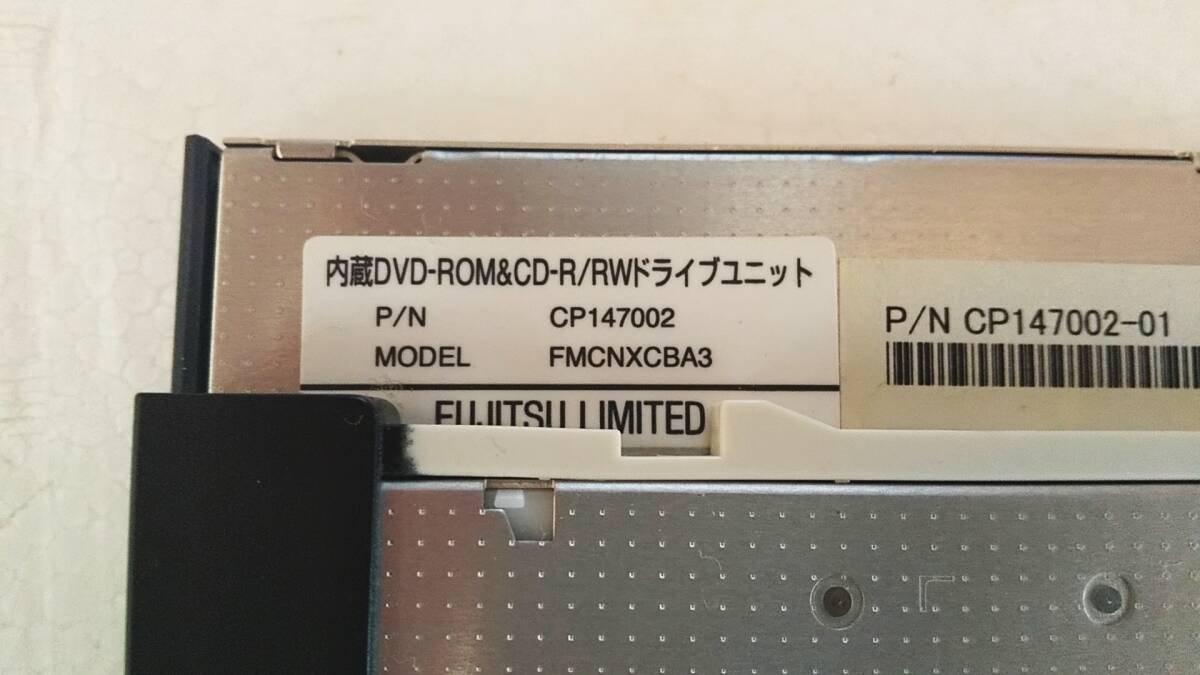 内蔵DVD-ROM&CD-R/RWドライブユニット
P/N CP147002
MODEL FMCNXCBA3
FUJITSU LIMITED
P/N CP147002-01